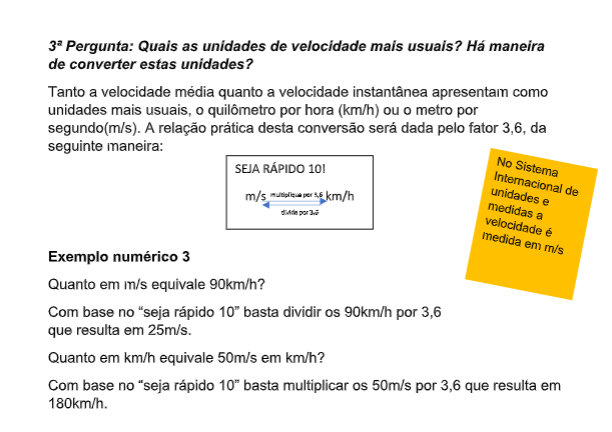 3ª Pergunta: Quais as unidades de velocidade mais usuais? Há maneira
de converter estas unidades?
Tanto a velocidade média quanto a velocidade instantânea apresentam como
unidades mais usuais, o quilômetro por hora (km/h) ou o metro por
segundo(m/s). A relação prática desta conversão será dada pelo fator 3,6, da
seguinte maneira:
SEJA RÁPIDO 10!
m/s multiplique por 3,6 km/h
divide por 3,6
No Sistema
Internacional de
unidades e
medidas a
velocidade é
medida em m/s
Exemplo numérico 3
Quanto em m/s equivale 90km/h?
Com base no “seja rápido 10” basta dividir os 90km/h por 3,6
que resulta em 25m/s.
Quanto em km/h equivale 50m/s em km/h?
Com base no “seja rápido 10” basta multiplicar os 50m/s por 3,6 que resulta em
180km/h.